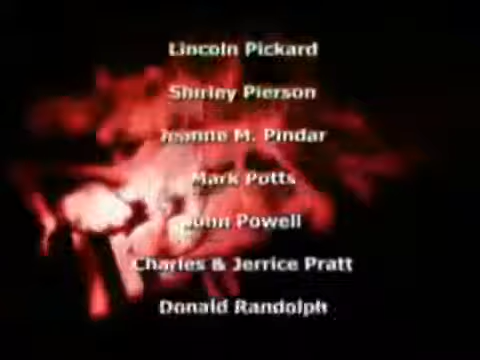 Lincoln Pickard
Shirley Pierson
Jeanne M. Pindar
Mark Potts
John Powell
Charles & Jerrice Pratt
Donald Randolph